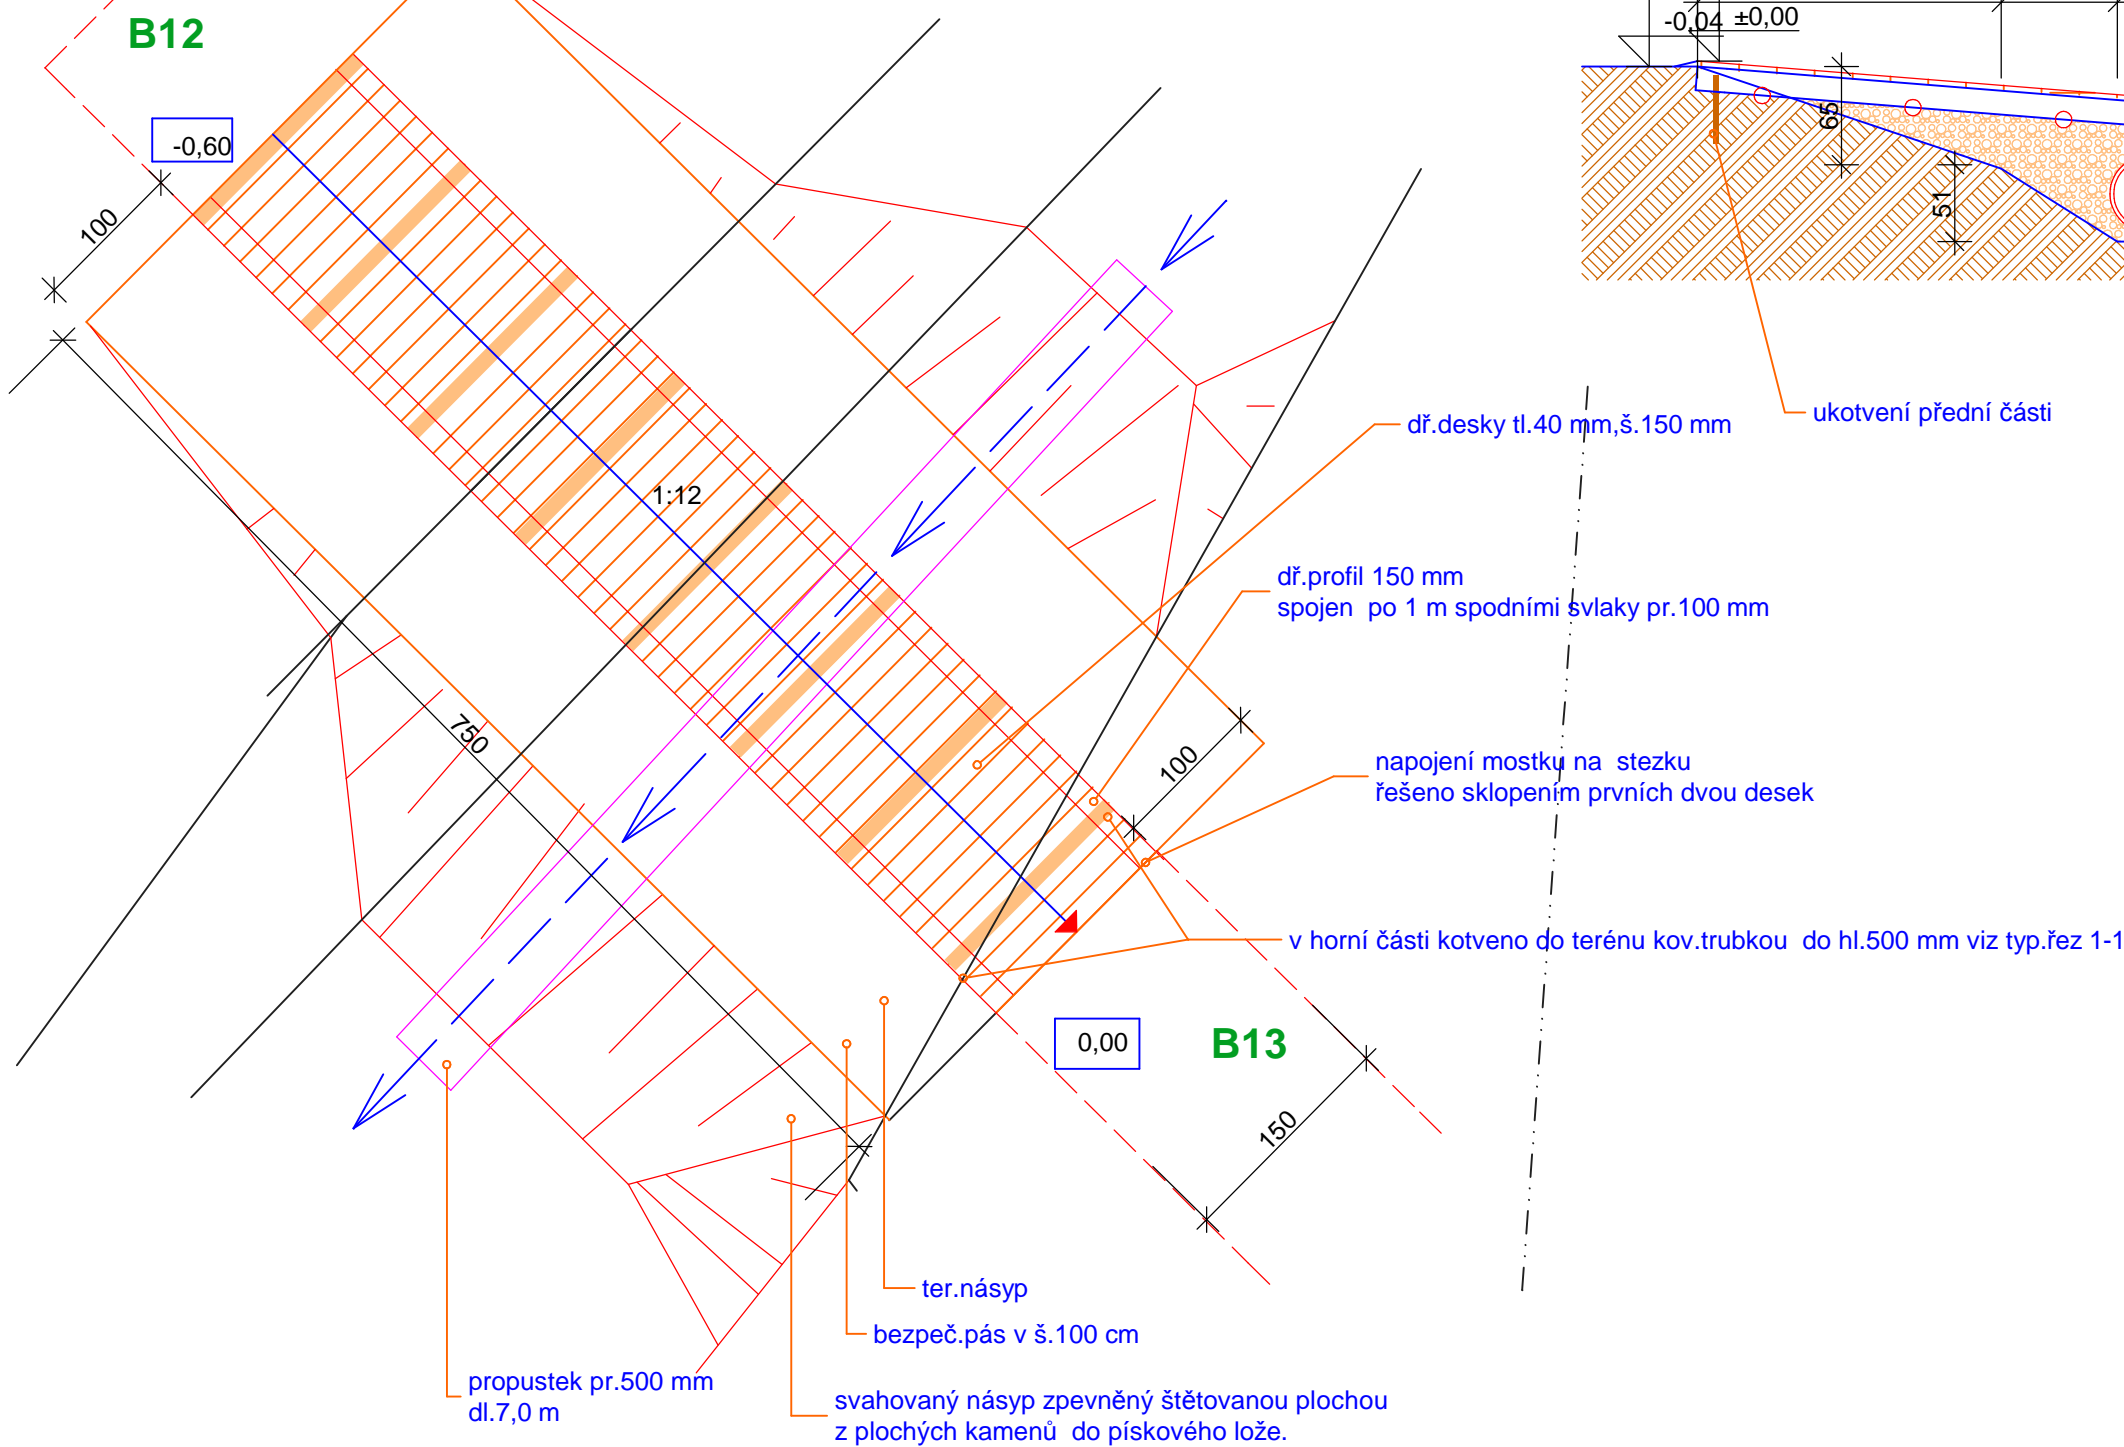 B12
-0,04 ±0,00
-0,60
100
65
51
ukotvení přední části
dř.desky tl.40 mm,š.150 mm
1:12
dř.profil 150 mm
spojen  po 1 m spodními svlaky pr.100 mm
750
100
napojení mostku na  stezku
řešeno sklopením prvních dvou desek
v horní části kotveno do terénu kov.trubkou  do hl.500 mm viz typ.řez 1-1
0,00
B13
150
ter.násyp
bezpeč.pás v š.100 cm
propustek pr.500 mm
dl.7,0 m
svahovaný násyp zpevněný štětovanou plochou
z plochých kamenů  do pískového lože.